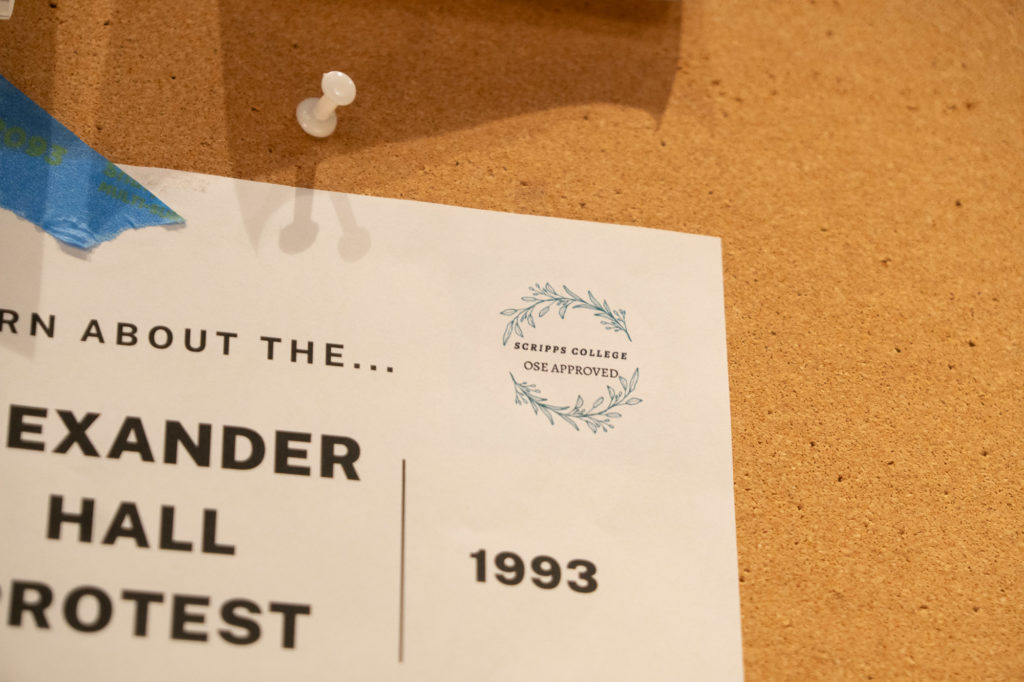 RN ABOUT THE...
EXANDER
HALL
ROTEST
1993
SCRIPPS COLLEGE
OSE APPROVED